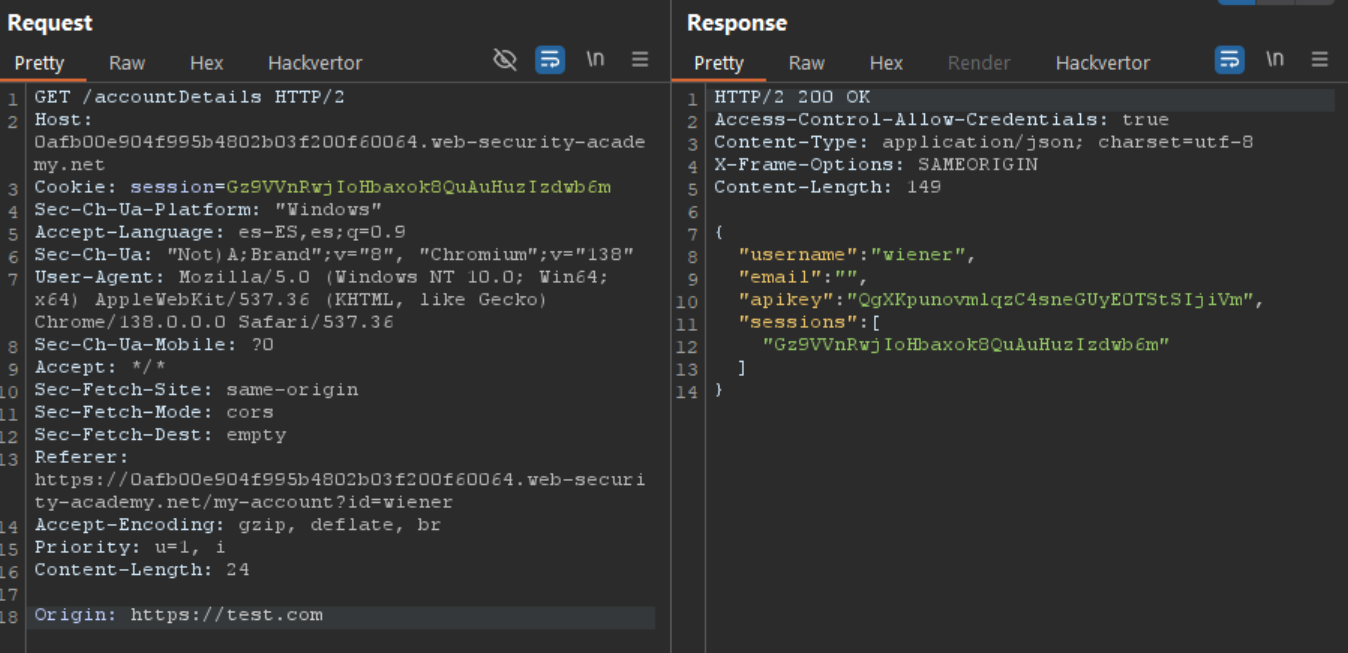 Request
Pretty Raw Hex Hackvertor \n
1 GET /accountDetails HTTP/2
2 Host:
0afb00e904f995b4802b03f200f60064.web-security-acade
my.net
3 Cookie: session=Gz9VVnRwjIoHbaxok8QuAuHuzIzdwb6m
4 Sec-Ch-Ua-Platform: "Windows"
5 Accept-Language: es-ES,es;q=0.9
6 Sec-Ch-Ua: "Not)A;Brand";v="8", "Chromium";v="138"
7 User-Agent: Mozilla/5.0 (Windows NT 10.0; Win64;
x64) AppleWebKit/537.36 (KHTML, like Gecko)
Chrome/138.0.0.0 Safari/537.36
8 Sec-Ch-Ua-Mobile: ?0
9 Accept: */*
10 Sec-Fetch-Site: same-origin
11 Sec-Fetch-Mode: cors
12 Sec-Fetch-Dest: empty
13 Referer:
https://0afb00e904f995b4802b03f200f60064.web-securi
ty-academy.net/my-account?id=wiener
14 Accept-Encoding: gzip, deflate, br
15 Priority: u=1, i
16 Content-Length: 24
17
18 Origin: https://test.com
Response
Pretty Raw Hex Render Hackvertor \n
1 HTTP/2 200 OK
2 Access-Control-Allow-Credentials: true
3 Content-Type: application/json; charset=utf-8
4 X-Frame-Options: SAMEORIGIN
5 Content-Length: 149
6
7 {
8 "username":"wiener",
9 "email":"",
10 "apikey":"QgXKpunovmlqzC4sneGUyEOTStSIjiVm",
11 "sessions":[
12 "Gz9VVnRwjIoHbaxok8QuAuHuzIzdwb6m"
13 ]
14 }